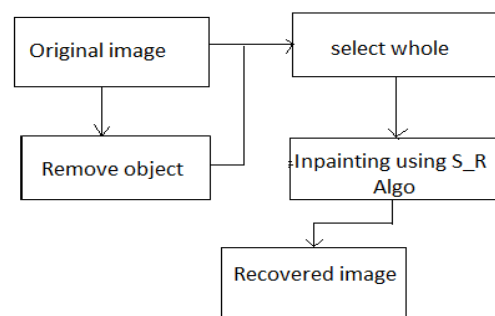 Original image
select whole
Remove object
Inpainting using S_R
Algo
Recovered image